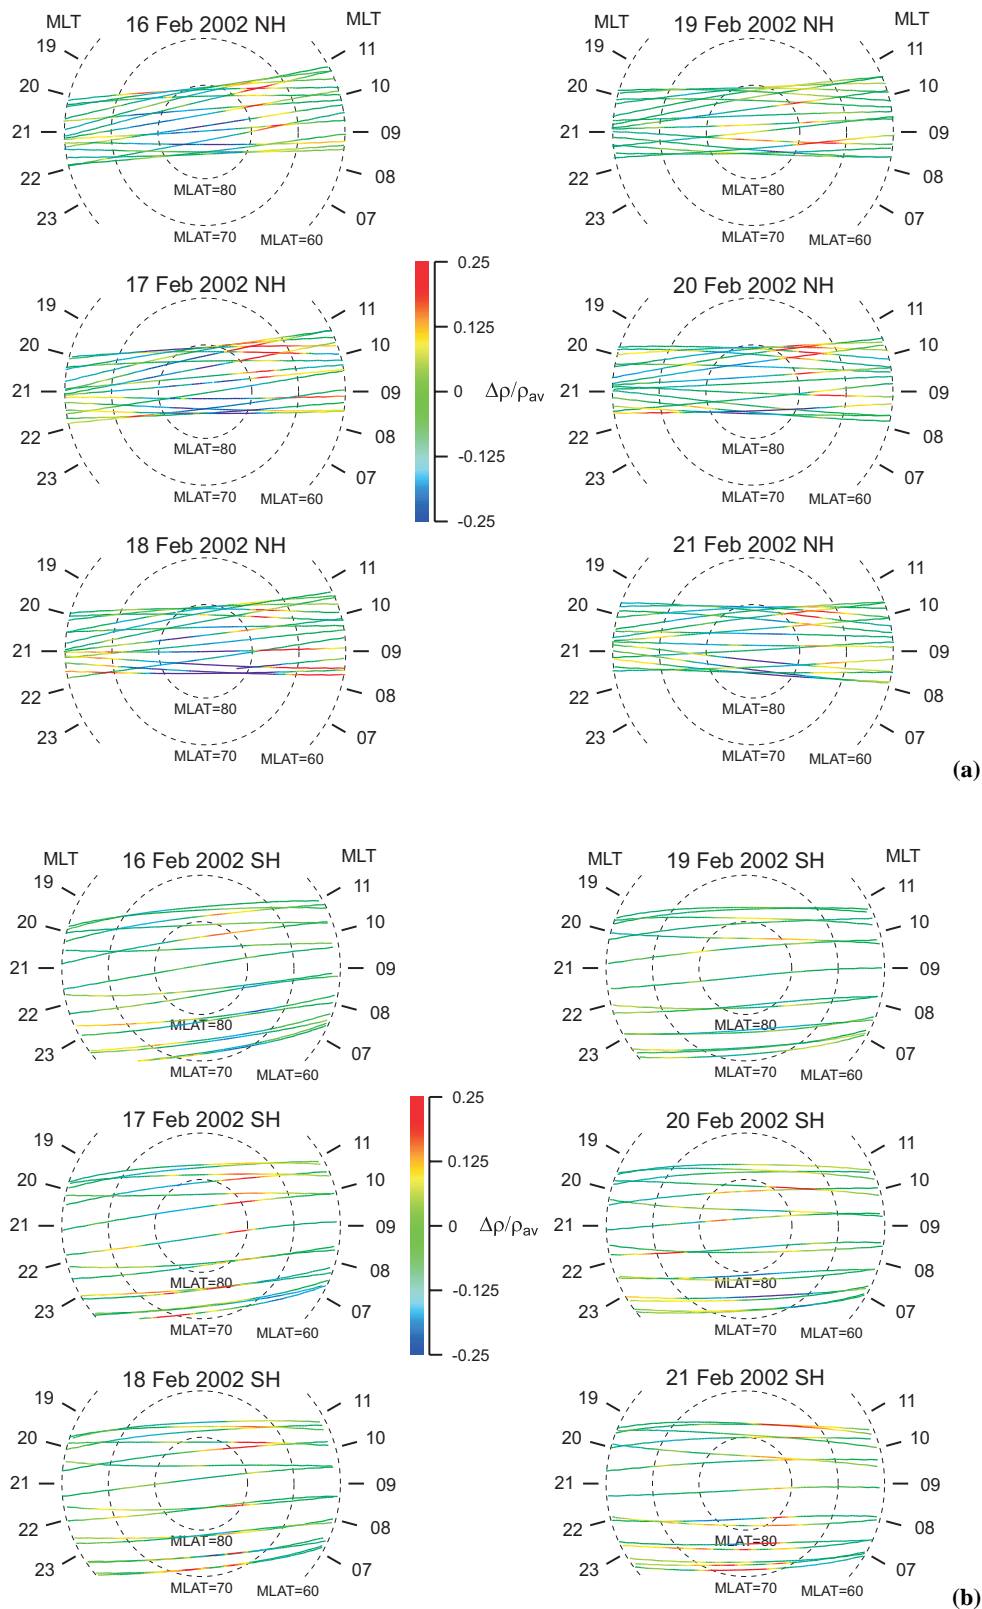 MLT 16 Feb 2002 NH MLT
19 11
20 10
21 09
22 08
23 07
MLAT=80
MLAT=70 MLAT=60
19 Feb 2002 NH MLT
19 11
20 10
21 09
22 08
23 07
MLAT=80
MLAT=70 MLAT=60
17 Feb 2002 NH
19 11
20 10
21 09
22 08
23 07
MLAT=80
MLAT=70 MLAT=60
0.25
0.125
0 Δρ/ρav
-0.125
-0.25
20 Feb 2002 NH
19 11
20 10
21 09
22 08
23 07
MLAT=80
MLAT=70 MLAT=60
18 Feb 2002 NH
19 11
20 10
21 09
22 08
23 07
MLAT=80
MLAT=70 MLAT=60
21 Feb 2002 NH
19 11
20 10
21 09
22 08
23 07
MLAT=80
MLAT=70 MLAT=60
(a)
MLT 16 Feb 2002 SH MLT
19 11
20 10
21 09
22 08
23 07
MLAT=80
MLAT=70 MLAT=60
MLT 19 Feb 2002 SH MLT
19 11
20 10
21 09
22 08
23 07
MLAT=80
MLAT=70 MLAT=60
17 Feb 2002 SH
19 11
20 10
21 09
22 08
23 07
MLAT=80
MLAT=70 MLAT=60
0.25
0.125
0 Δρ/ρav
-0.125
-0.25
20 Feb 2002 SH
19 11
20 10
21 09
22 08
23 07
MLAT=80
MLAT=70 MLAT=60
18 Feb 2002 SH
19 11
20 10
21 09
22 08
23 07
MLAT=80
MLAT=70 MLAT=60
21 Feb 2002 SH
19 11
20 10
21 09
22 08
23 07
MLAT=80
MLAT=70 MLAT=60
(b)